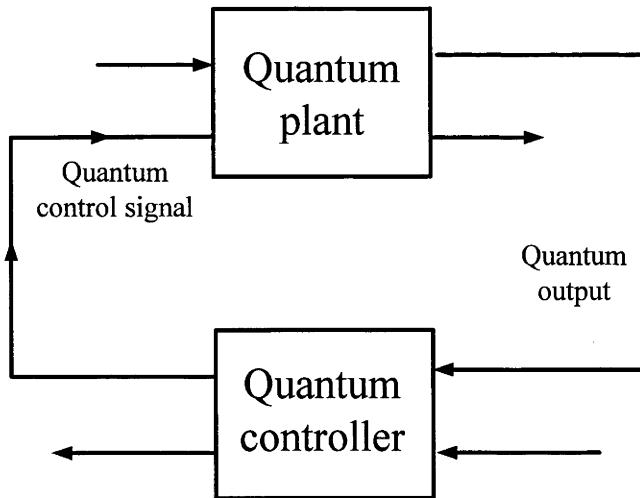 Quantum
plant
Quantum
control signal
Quantum
output
Quantum
controller